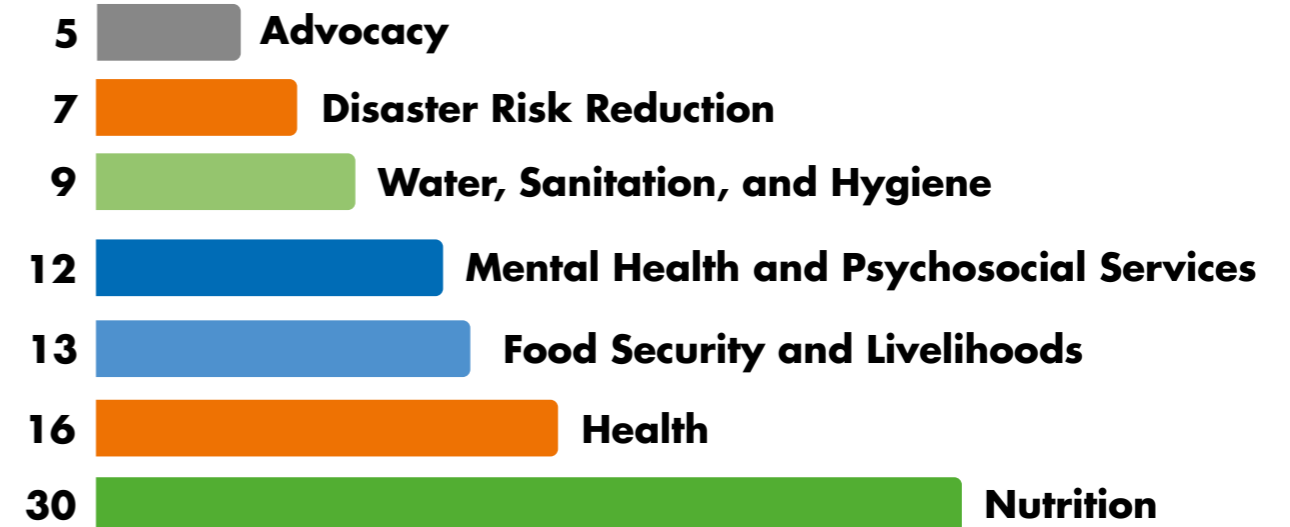 5 Advocacy
7 Disaster Risk Reduction
9 Water, Sanitation, and Hygiene
12 Mental Health and Psychosocial Services
13 Food Security and Livelihoods
16 Health
30 Nutrition